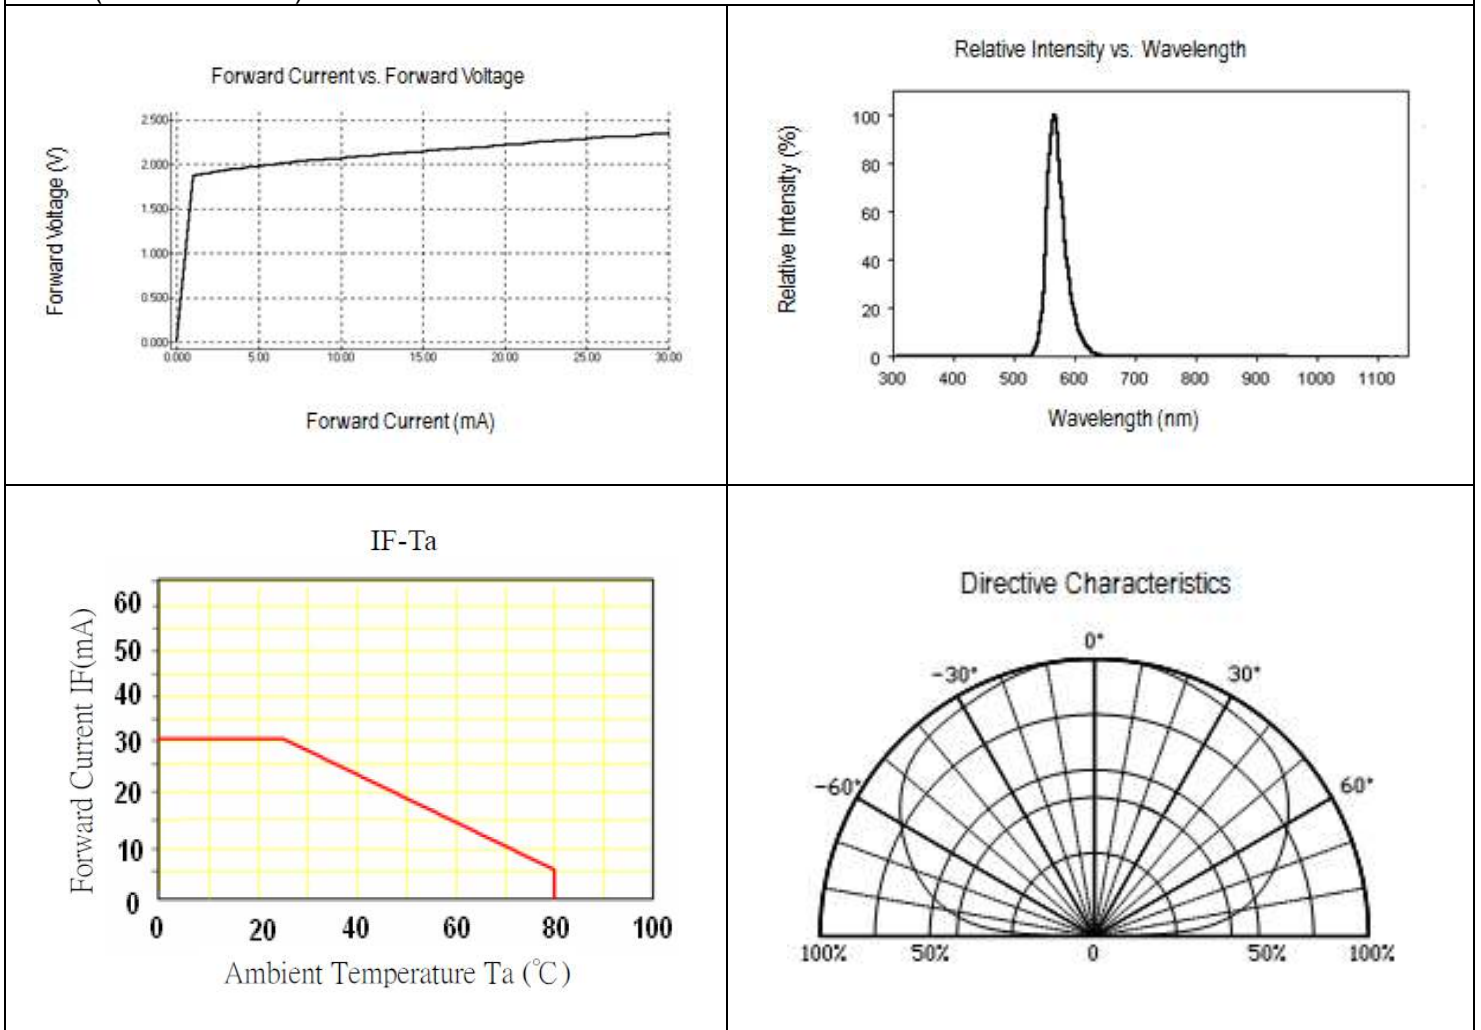 Forward Current vs. Forward Voltage
Forward Voltage (V)
2.500
2.000
1.500
1.000
0.500
0.000
0.000 5.00 10.00 15.00 20.00 25.00 30.00
Forward Current (mA)
Relative Intensity vs. Wavelength
Relative Intensity (%)
100
80
60
40
20
0
300 400 500 600 700 800 900 1000 1100
Wavelength (nm)
IF-Ta
Forward Current IF(mA)
60
50
40
30
20
10
0
0 20 40 60 80 100
Ambient Temperature Ta (℃)
Directive Characteristics
0°
-30° 30°
-60° 60°
100% 50% 0 50% 100%